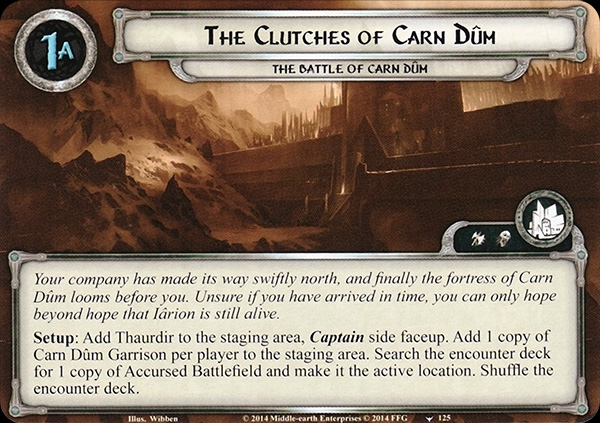 1A
THE CLUTCHES OF CARN DÛM
THE BATTLE OF CARN DÛM
Your company has made its way swiftly north, and finally the fortress of Carn
Dûm looms before you. Unsure if you have arrived in time, you can only hope
beyond hope that Iârion is still alive.
Setup: Add Thaurdir to the staging area, Captain side faceup. Add 1 copy of
Carn Dûm Garrison per player to the staging area. Search the encounter deck
for 1 copy of Accursed Battlefield and make it the active location. Shuffle the
encounter deck.
Illus. Wibben © 2014 Middle-earth Enterprises © 2014 FFG 125